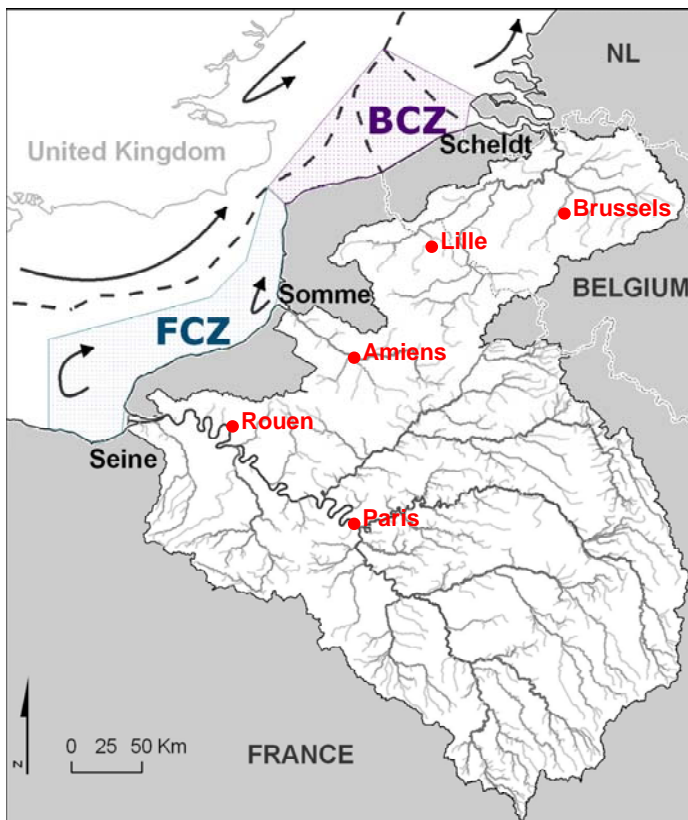 NL
BCZ
Scheldt
United Kingdom
Brussels
Lille
BELGIUM
Somme
FCZ
Amiens
Rouen
Seine
Paris
N
0 25 50 Km
FRANCE